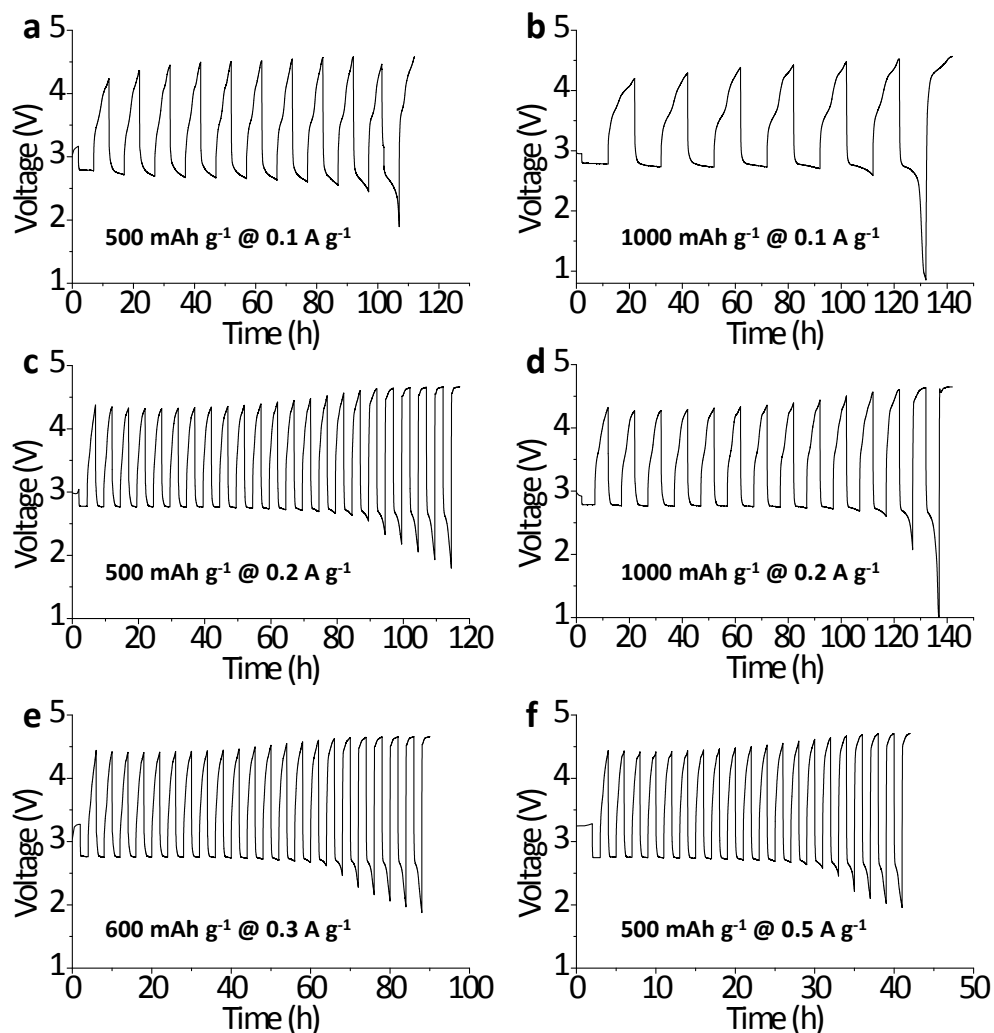 a
5
4
3
2
1
Voltage (V)
500 mAh g⁻¹ @ 0.1 A g⁻¹
0 20 40 60 80 100 120
Time (h)
b
5
4
3
2
1
Voltage (V)
1000 mAh g⁻¹ @ 0.1 A g⁻¹
0 20 40 60 80 100 120 140
Time (h)
c
5
4
3
2
1
Voltage (V)
500 mAh g⁻¹ @ 0.2 A g⁻¹
0 20 40 60 80 100 120
Time (h)
d
5
4
3
2
1
Voltage (V)
1000 mAh g⁻¹ @ 0.2 A g⁻¹
0 20 40 60 80 100 120 140
Time (h)
e
5
4
3
2
1
Voltage (V)
600 mAh g⁻¹ @ 0.3 A g⁻¹
0 20 40 60 80 100
Time (h)
f
5
4
3
2
1
Voltage (V)
500 mAh g⁻¹ @ 0.5 A g⁻¹
0 10 20 30 40 50
Time (h)